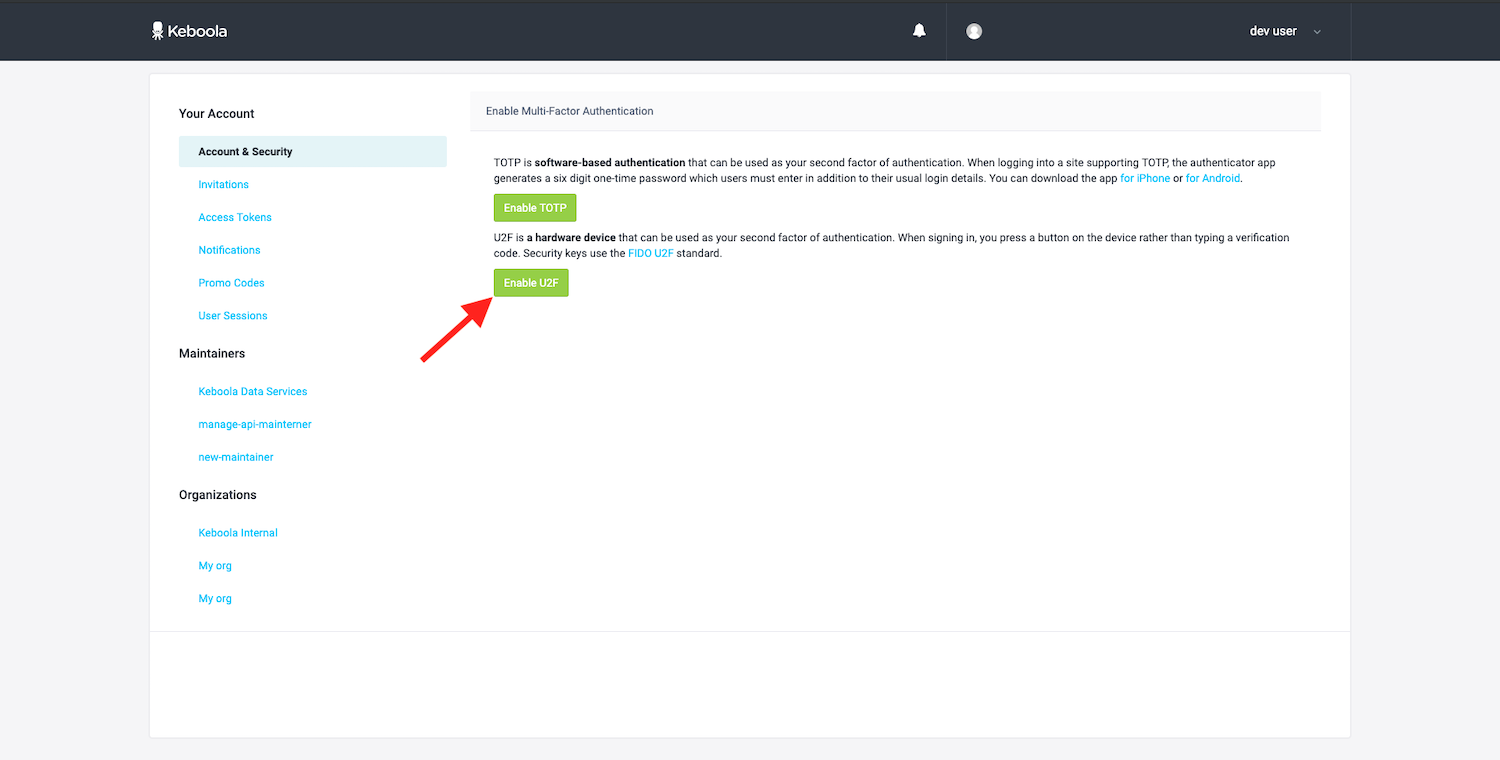 Keboola
dev user
Your Account
Account & Security
Invitations
Access Tokens
Notifications
Promo Codes
User Sessions
Maintainers
Keboola Data Services
manage-api-mainterner
new-maintainer
Organizations
Keboola Internal
My org
My org
Enable Multi-Factor Authentication
TOTP is software-based authentication that can be used as your second factor of authentication. When logging into a site supporting TOTP, the authenticator app
generates a six digit one-time password which users must enter in addition to their usual login details. You can download the app for iPhone or for Android.
Enable TOTP
U2F is a hardware device that can be used as your second factor of authentication. When signing in, you press a button on the device rather than typing a verification
code. Security keys use the FIDO U2F standard.
Enable U2F